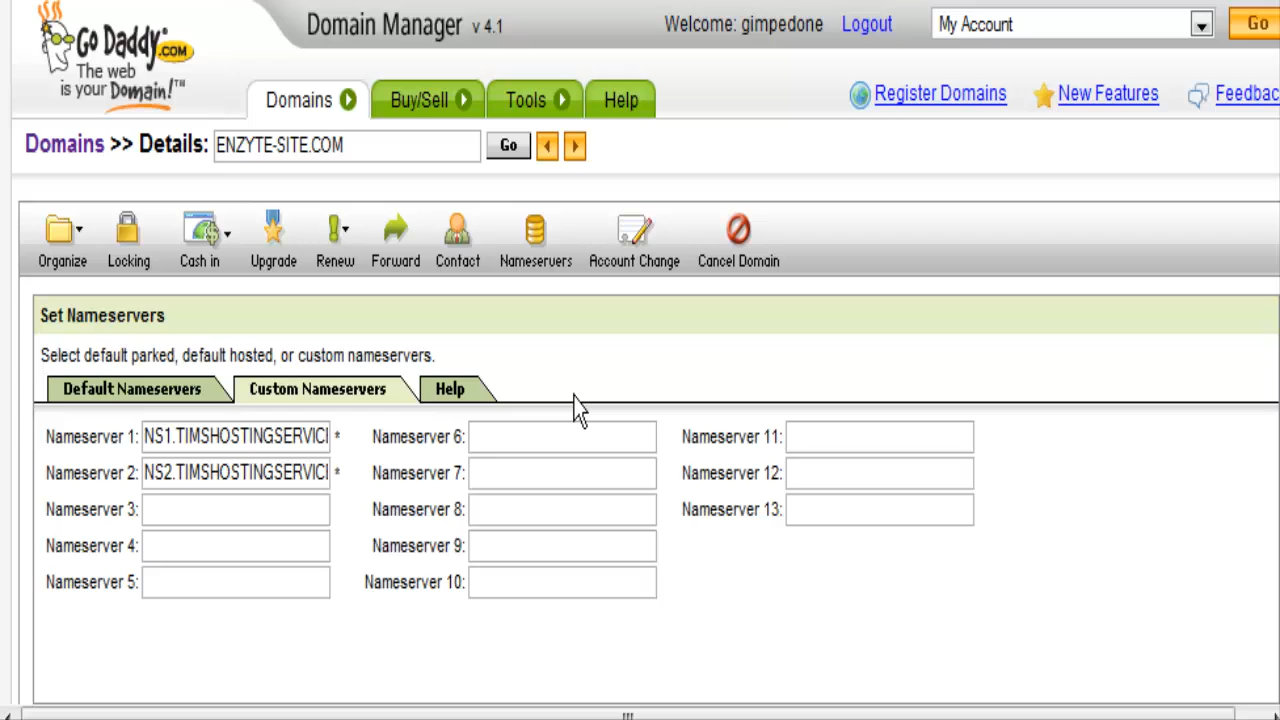 Go Daddy.COM
The web
is your Domain!™
Domain Manager v 4.1
Welcome: gimpedone
Logout
My Account
Go
Domains
Buy/Sell
Tools
Help
Register Domains
New Features
Feedbac
Domains >> Details:
ENZYTE-SITE.COM
Go
Organize
Locking
Cash in
Upgrade
Renew
Forward
Contact
Nameservers
Account Change
Cancel Domain
Set Nameservers
Select default parked, default hosted, or custom nameservers.
Default Nameservers
Custom Nameservers
Help
Nameserver 1: NS1.TIMSHOSTINGSERVICI *
Nameserver 2: NS2.TIMSHOSTINGSERVICI *
Nameserver 3:
Nameserver 4:
Nameserver 5:
Nameserver 6:
Nameserver 7:
Nameserver 8:
Nameserver 9:
Nameserver 10:
Nameserver 11:
Nameserver 12:
Nameserver 13: